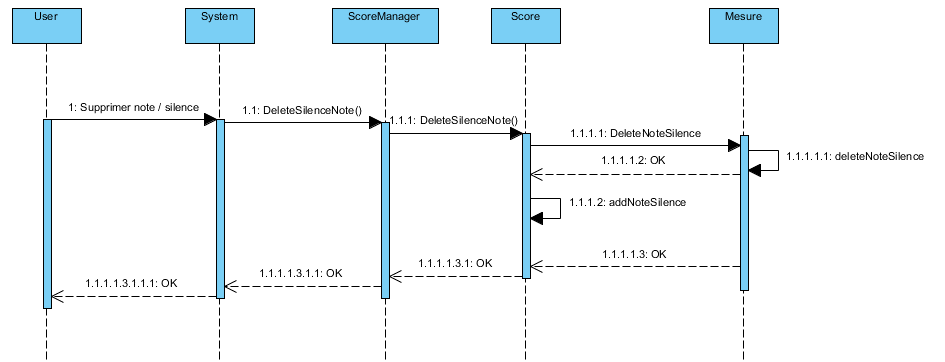 User
System
ScoreManager
Score
Mesure
1: Supprimer note / silence
1.1: DeleteSilenceNote()
1.1.1: DeleteSilenceNote()
1.1.1.1: DeleteNoteSilence
1.1.1.1.1: deleteNoteSilence
1.1.1.1.2: OK
1.1.1.2: addNoteSilence
1.1.1.1.3: OK
1.1.1.1.3.1: OK
1.1.1.1.3.1.1: OK
1.1.1.1.3.1.1.1: OK